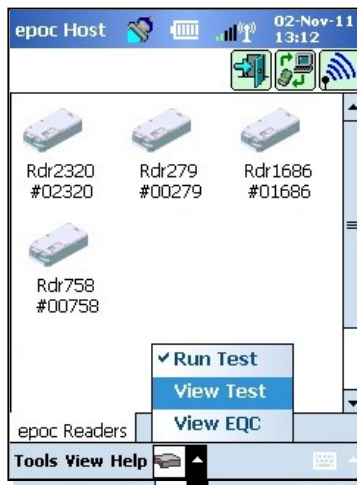 epoc Host
02-Nov-11
13:12
Rdr2320
#02320
Rdr279
#00279
Rdr1686
#01686
Rdr758
#00758
Run Test
View Test
View EQC
epoc Readers
Tools View Help